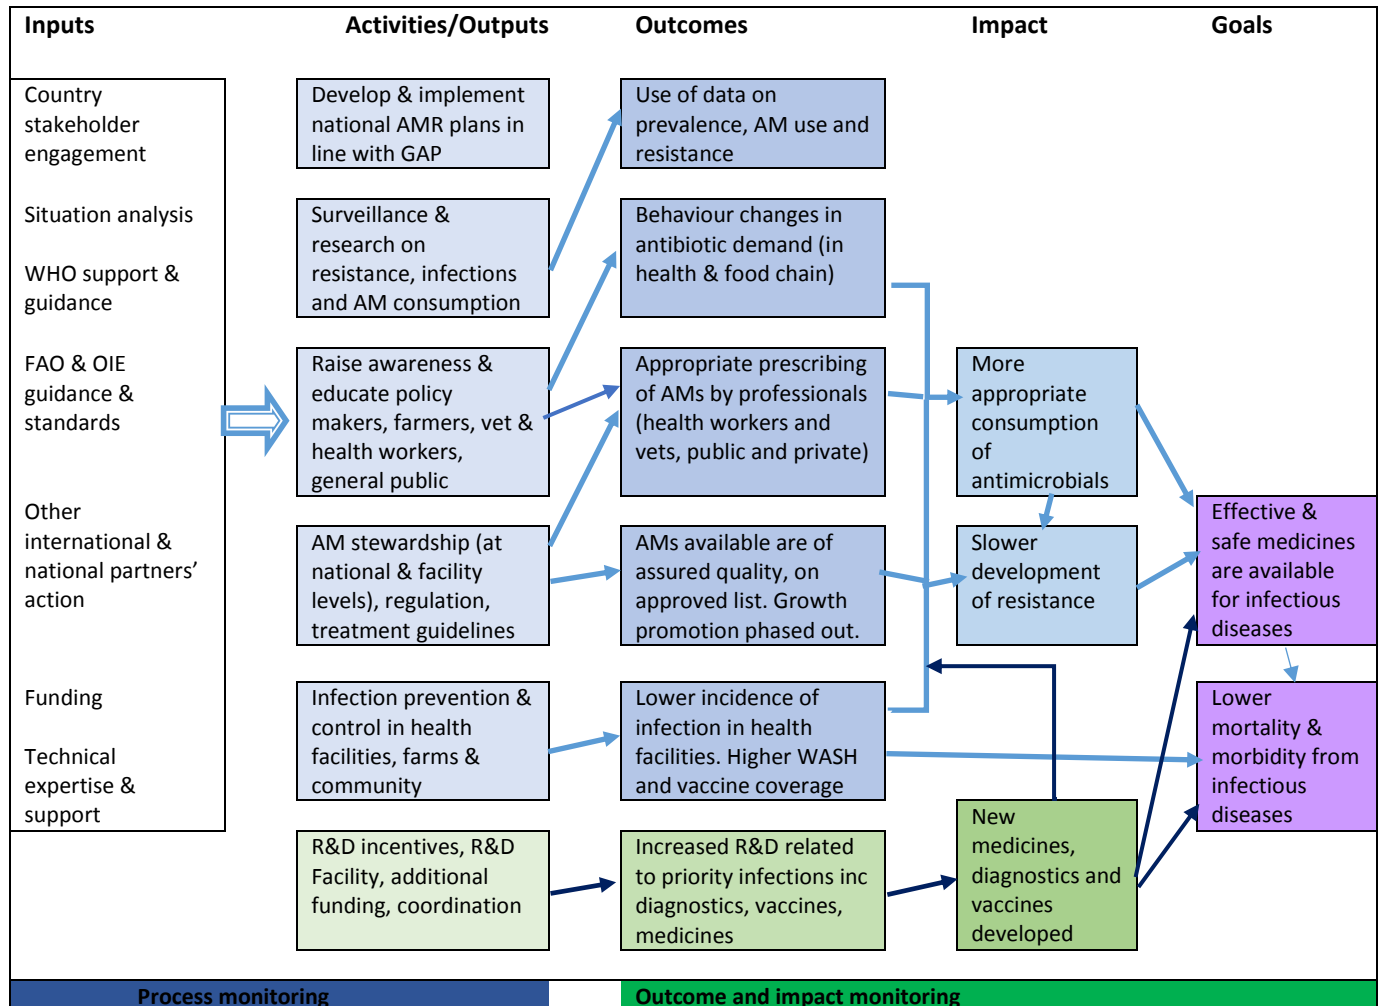 Inputs
Activities/Outputs
Outcomes
Impact
Goals
Country
stakeholder
engagement
Situation analysis
WHO support &
guidance
FAO & OIE
guidance &
standards
Other
international &
national partners’
action
Funding
Technical
expertise &
support
Develop & implement
national AMR plans in
line with GAP
Surveillance &
research on
resistance, infections
and AM consumption
Raise awareness &
educate policy
makers, farmers, vet &
health workers,
general public
AM stewardship (at
national & facility
levels), regulation,
treatment guidelines
Infection prevention &
control in health
facilities, farms &
community
R&D incentives, R&D
Facility, additional
funding, coordination
Use of data on
prevalence, AM use and
resistance
Behaviour changes in
antibiotic demand (in
health & food chain)
Appropriate prescribing
of AMs by professionals
(health workers and
vets, public and private)
AMs available are of
assured quality, on
approved list. Growth
promotion phased out.
Lower incidence of
infection in health
facilities. Higher WASH
and vaccine coverage
Increased R&D related
to priority infections inc
diagnostics, vaccines,
medicines
More
appropriate
consumption
of
antimicrobials
Slower
development
of resistance
New
medicines,
diagnostics and
vaccines
developed
Effective &
safe medicines
are available
for infectious
diseases
Lower
mortality &
morbidity from
infectious
diseases
Process monitoring
Outcome and impact monitoring